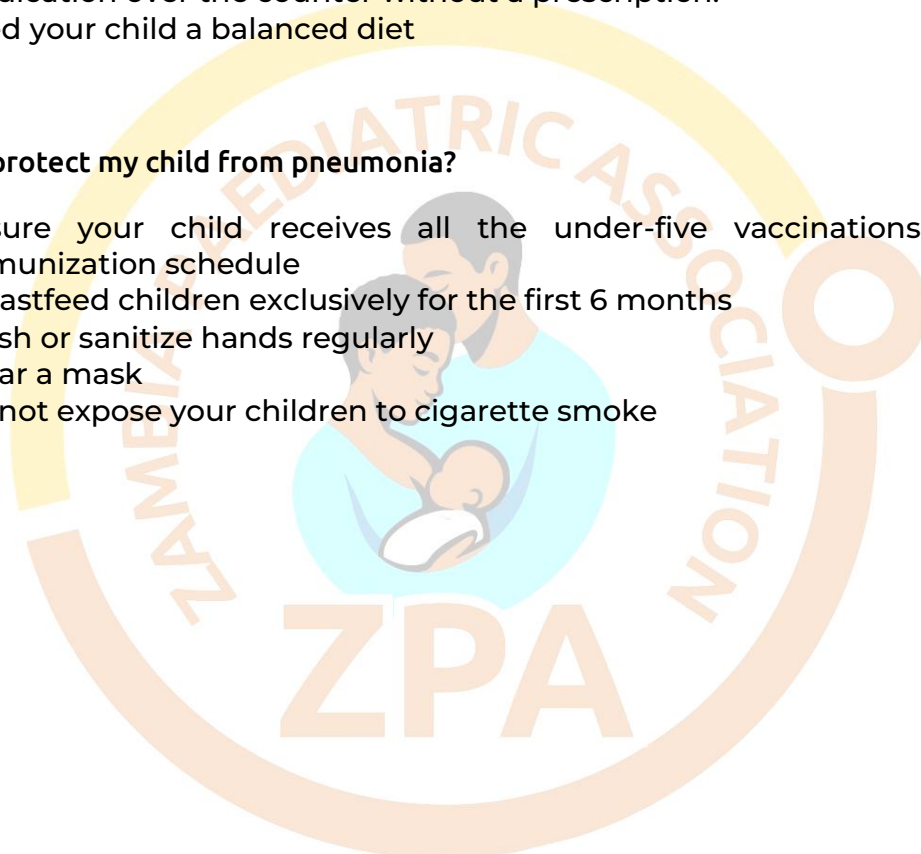 ed your child a balanced diet
protect my child from pneumonia?
sure your child receives all the under-five vaccinations
munization schedule
astfeed children exclusively for the first 6 months
sh or sanitize hands regularly
ar a mask
not expose your children to cigarette smoke
ZAMBIA PAEDIATRIC ASSOCIATION
ZPA